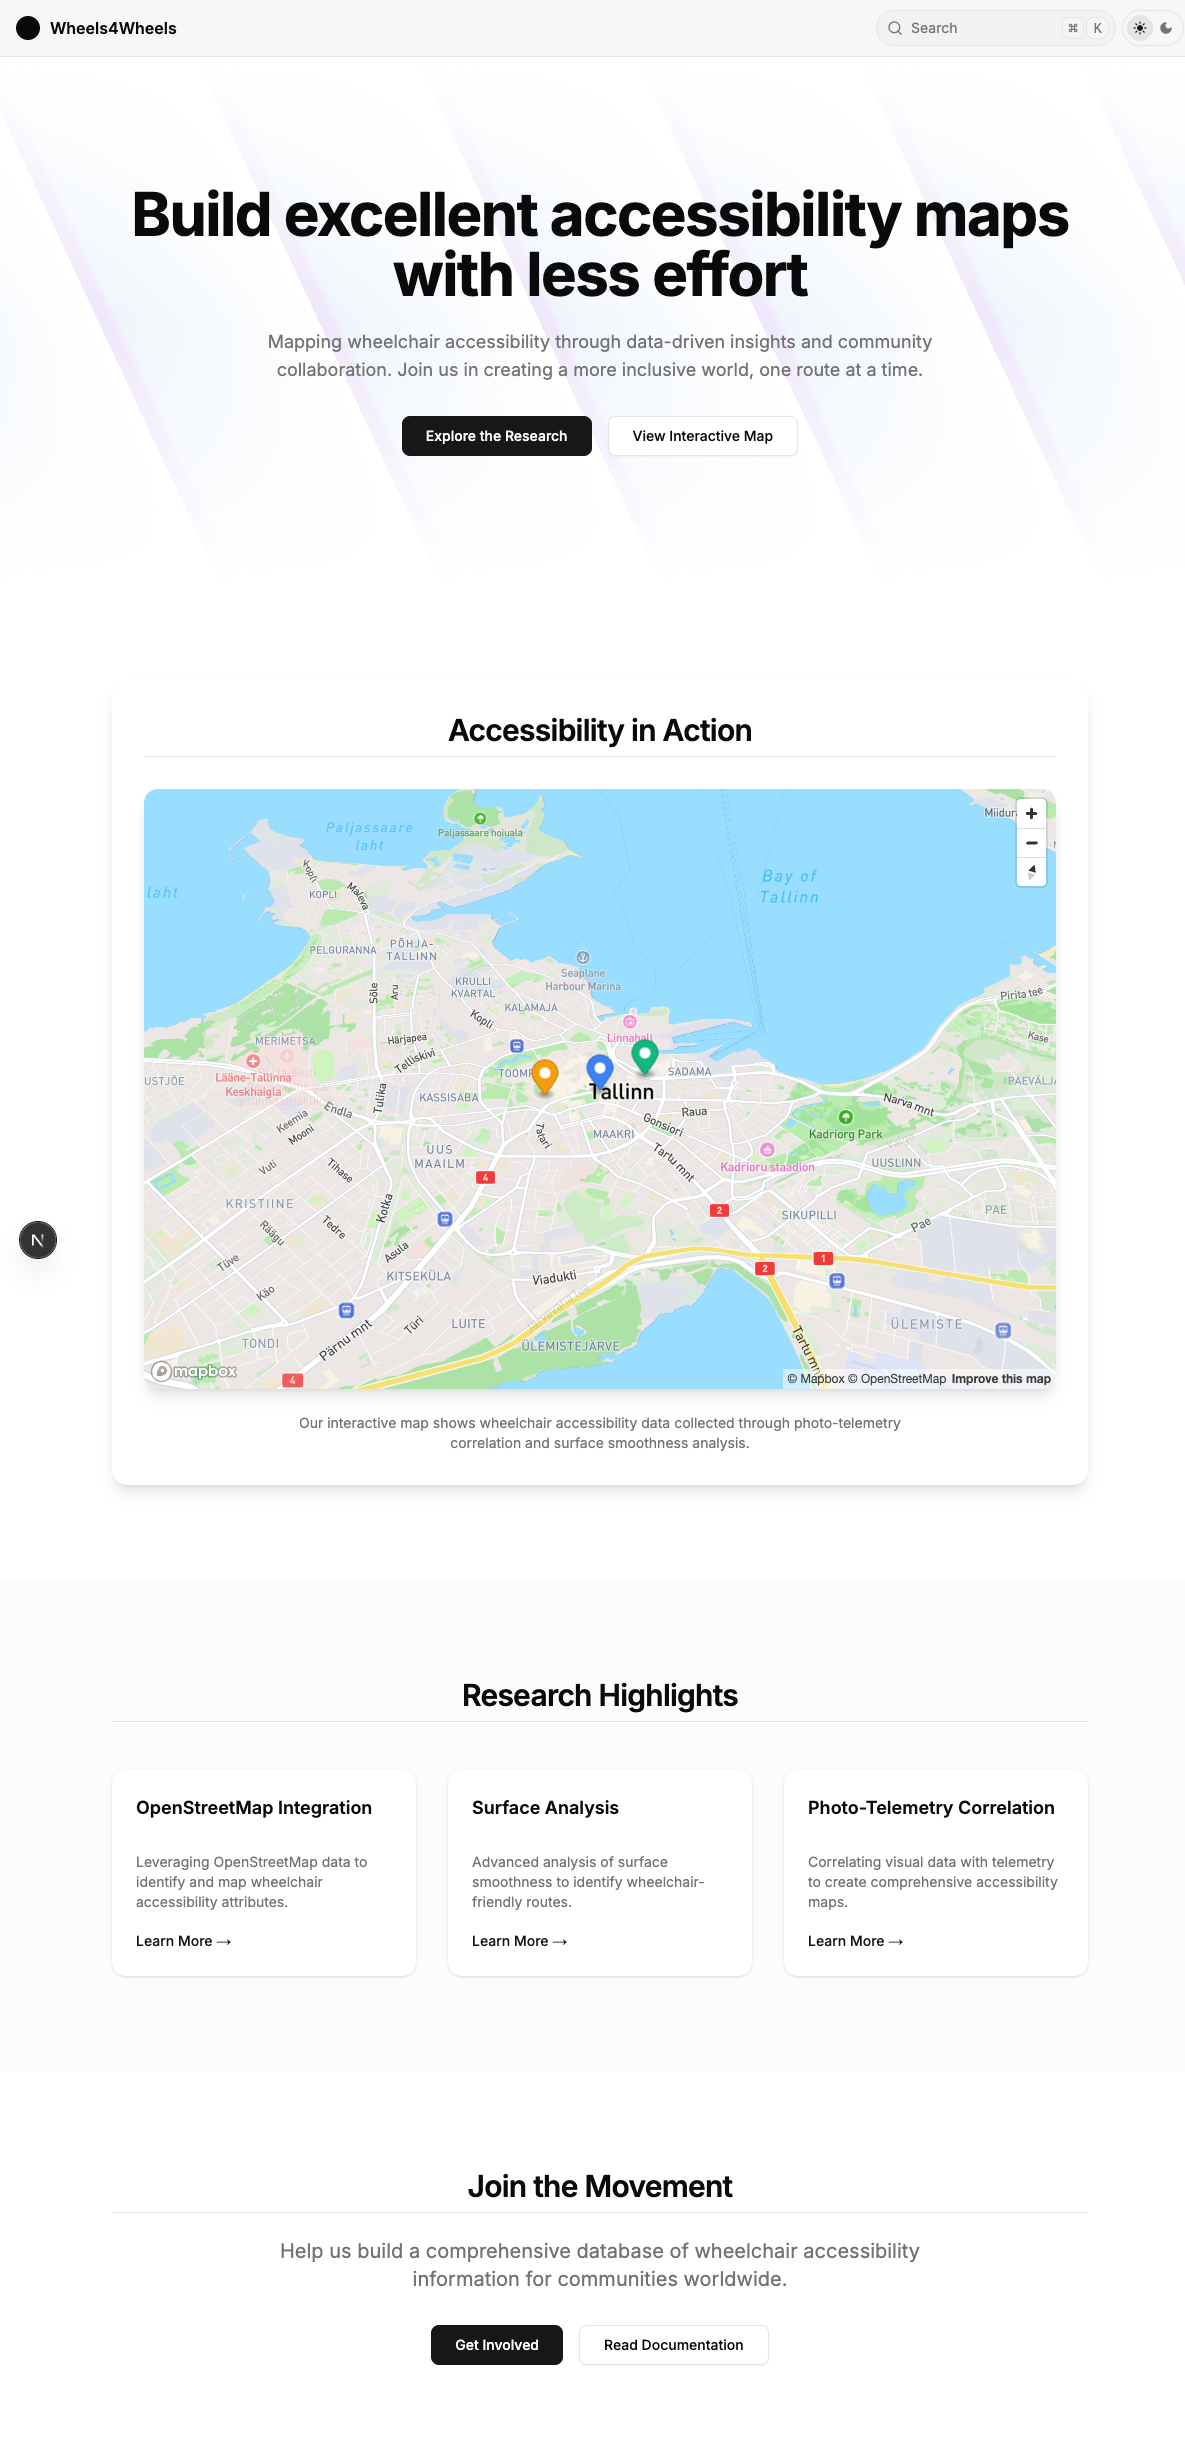 Wheels4Wheels
Search
⌘ K
Build excellent accessibility maps
with less effort
Mapping wheelchair accessibility through data-driven insights and community
collaboration. Join us in creating a more inclusive world, one route at a time.
Explore the Research
View Interactive Map
Accessibility in Action
Paljassaare
laht
Paljassaare hoiuala
laht
Kopli
KOPLI
Maleva
Bay of
Tallinn
PELGURANNA
PÕHJA-
TALLINN
Seaplane
Harbour Marina
KRULLI
KVARTAL
KALAMAJA
Sõle
Aru
Kopli
Pirita tee
Kase
Linnahall
MERIMETSA
Härjapea
Telliskivi
Lääne-Tallinna
Keskhaigla
USTJÕE
TOOMP
SADAMA
Tallinn
PAEVÄLJA
KASSISABA
Tulika
Endla
Keemia
Mooni
Raua
Gonsiori
Narva mnt
Kadriorg Park
Tatari
MAAKRI
UUS
MAAILM
Tartu mnt
Kadrioru staadion
UUSLINN
Vuti
Tihase
4
KRISTIINE
Kotka
2
SIKUPILLI
PAE
Pae
Räägu
Tedre
Asula
Tüve
1
2
KITSEKÜLA
Viadukti
Käo
TONDI
Pärnu mnt
Türi
LUITE
ÜLEMISTEJÄRVE
Tartu mnt
ÜLEMISTE
mapbox
4
© Mapbox © OpenStreetMap Improve this map
Our interactive map shows wheelchair accessibility data collected through photo-telemetry
correlation and surface smoothness analysis.
N
Research Highlights
OpenStreetMap Integration
Leveraging OpenStreetMap data to
identify and map wheelchair
accessibility attributes.
Learn More →
Surface Analysis
Advanced analysis of surface
smoothness to identify wheelchair-
friendly routes.
Learn More →
Photo-Telemetry Correlation
Correlating visual data with telemetry
to create comprehensive accessibility
maps.
Learn More →
Join the Movement
Help us build a comprehensive database of wheelchair accessibility
information for communities worldwide.
Get Involved
Read Documentation